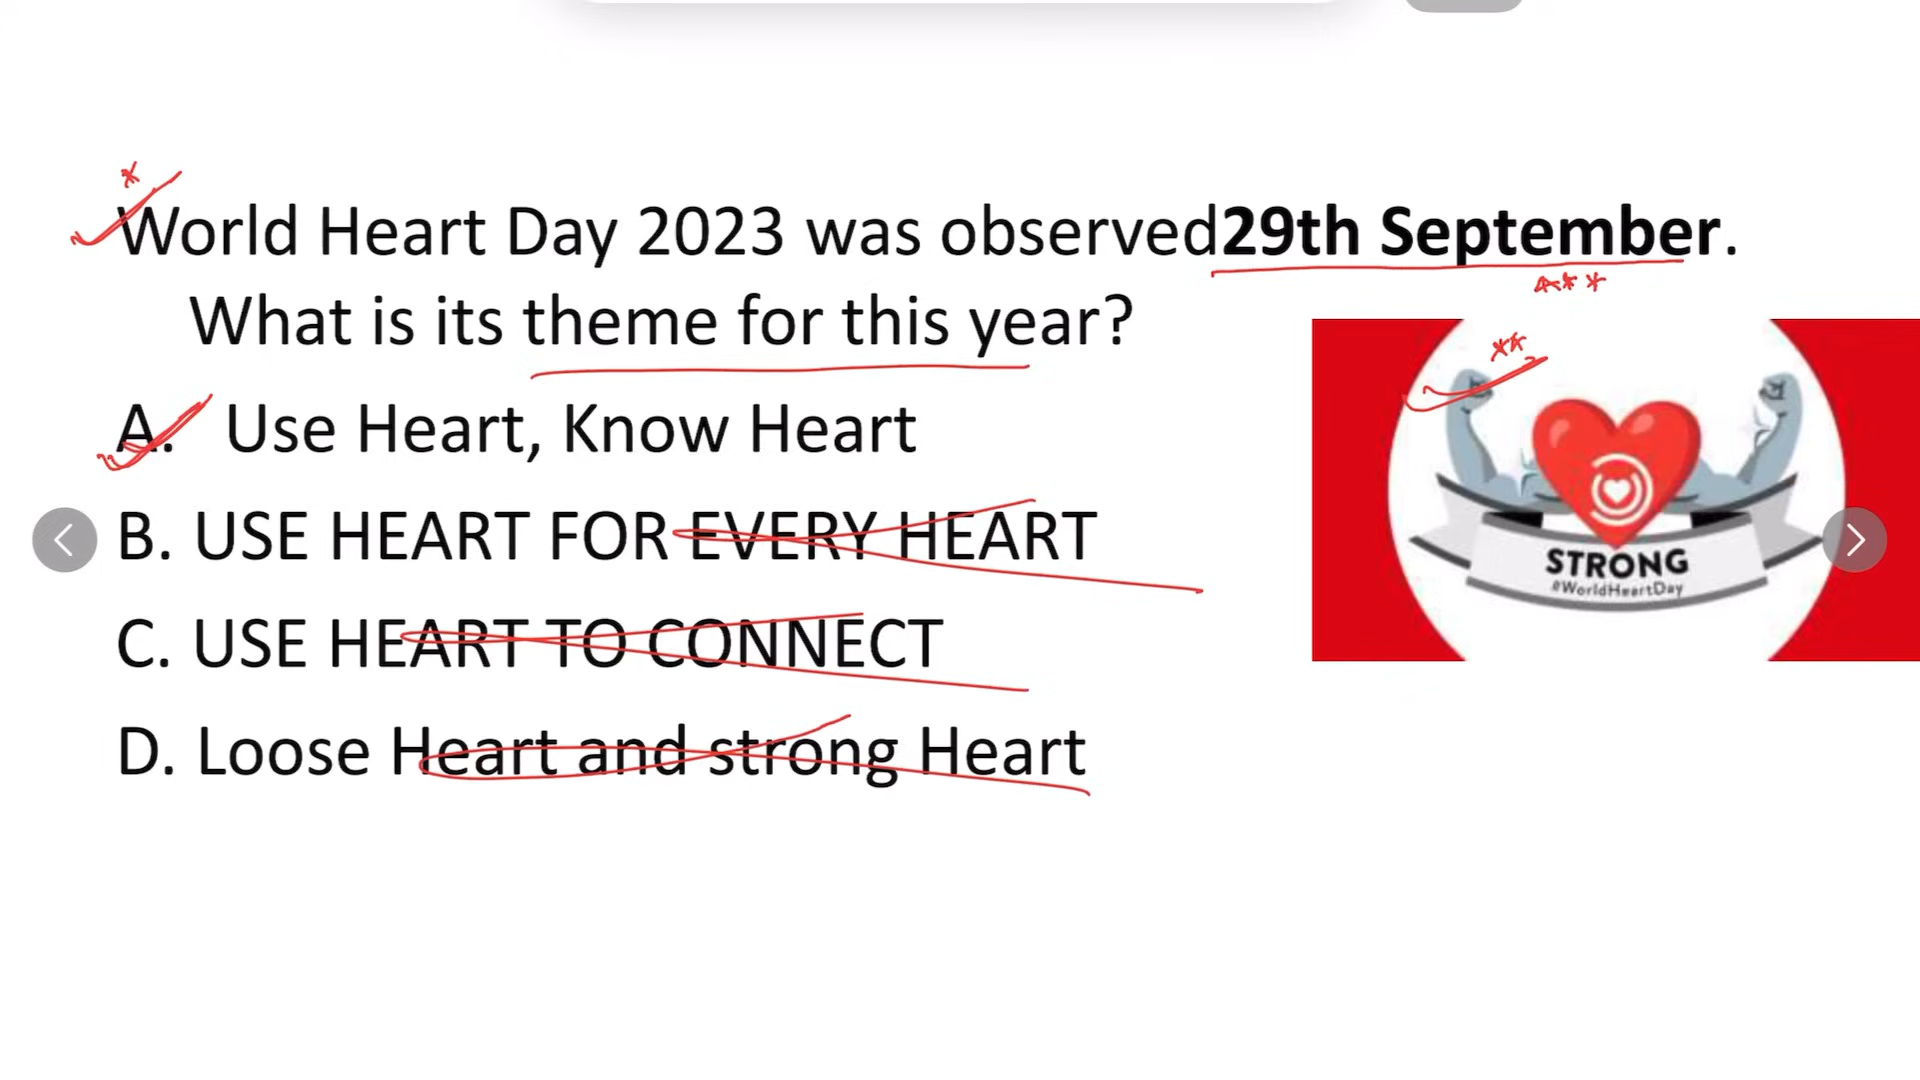 World Heart Day 2023 was observed29th September.
What is its theme for this year?
A. Use Heart, Know Heart
B. USE HEART FOR EVERY HEART
C. USE HEART TO CONNECT
D. Loose Heart and strong Heart
STRONG
#WorldHeartDay